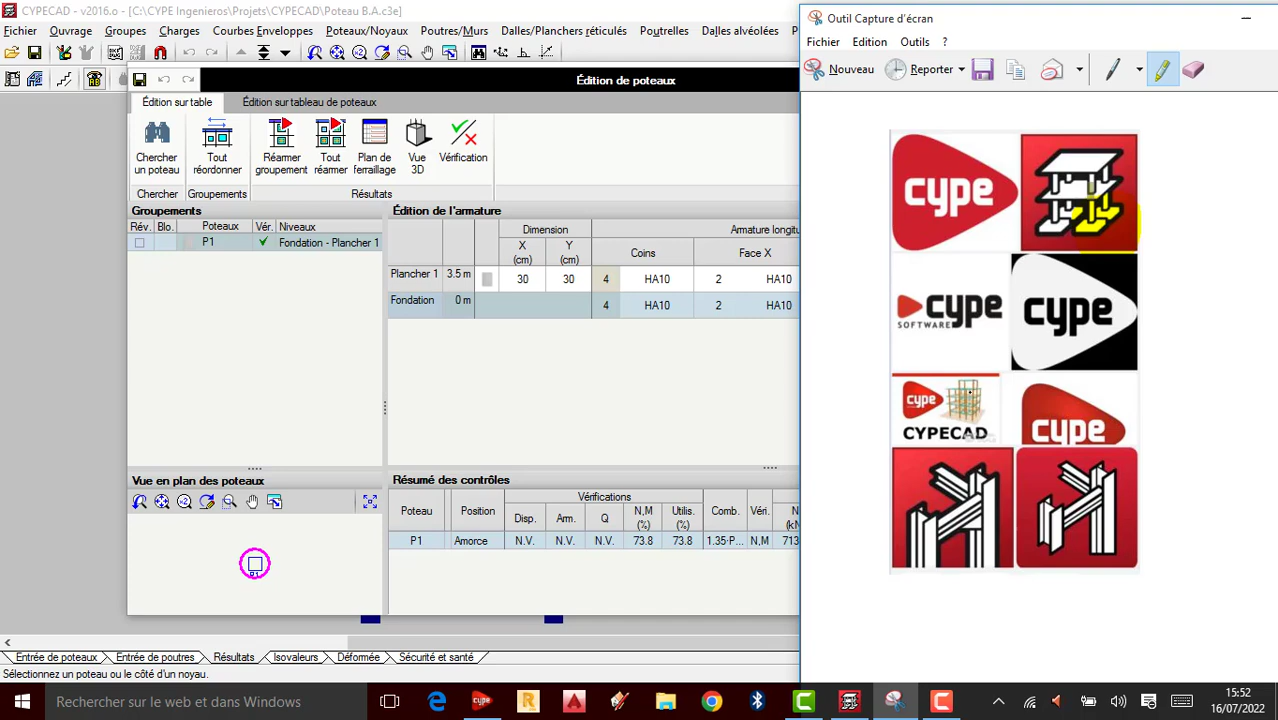 CYPECAD - v2016.o - [C:\CYPE Ingenieros\Projets\CYPECAD\Poteau B.A.c3e]
Fichier Ouvrage Groupes Charges Courbes Enveloppes Poteaux/Noyaux Poutres/Murs Dalles/Planchers réticulés Poutrelles Dalles alvéolées
Édition de poteaux
Édition sur table Édition sur tableau de poteaux
Chercher un poteau
Tout réordonner
Réarmer groupement
Tout réarmer
Plan de ferraillage
Vue 3D
Vérification
Chercher Groupements Résultats
Groupements
Rév. Blo. Poteaux Vér. Niveaux
P1 Fondation - Plancher 1
Édition de l'armature
Dimension
X (cm) Y (cm) Coins Face X
Plancher 1 3.5 m 30 30 4 HA10 2 HA10
Fondation 0 m 4 HA10 2 HA10
Vue en plan des poteaux
P1
Résumé des contrôles
Vérifications
Poteau Position Disp. Arm. Q N,M (%) Utilis. (%) Comb. Véri.
P1 Amorce N.V. N.V. N.V. 73.8 73.8 1.35·P... N,M 713
Entrée de poteaux Entrée de poutres Résultats Isovaleurs Déformée Sécurité et santé
Sélectionnez un poteau ou le côté d'un noyau.
Outil Capture d'écran
Fichier Edition Outils ?
Nouveau Reporter
cype
cype
SOFTWARE
cype
cype
CYPECAD
cype
Rechercher sur le web et dans Windows
cype
15:52
16/07/2022